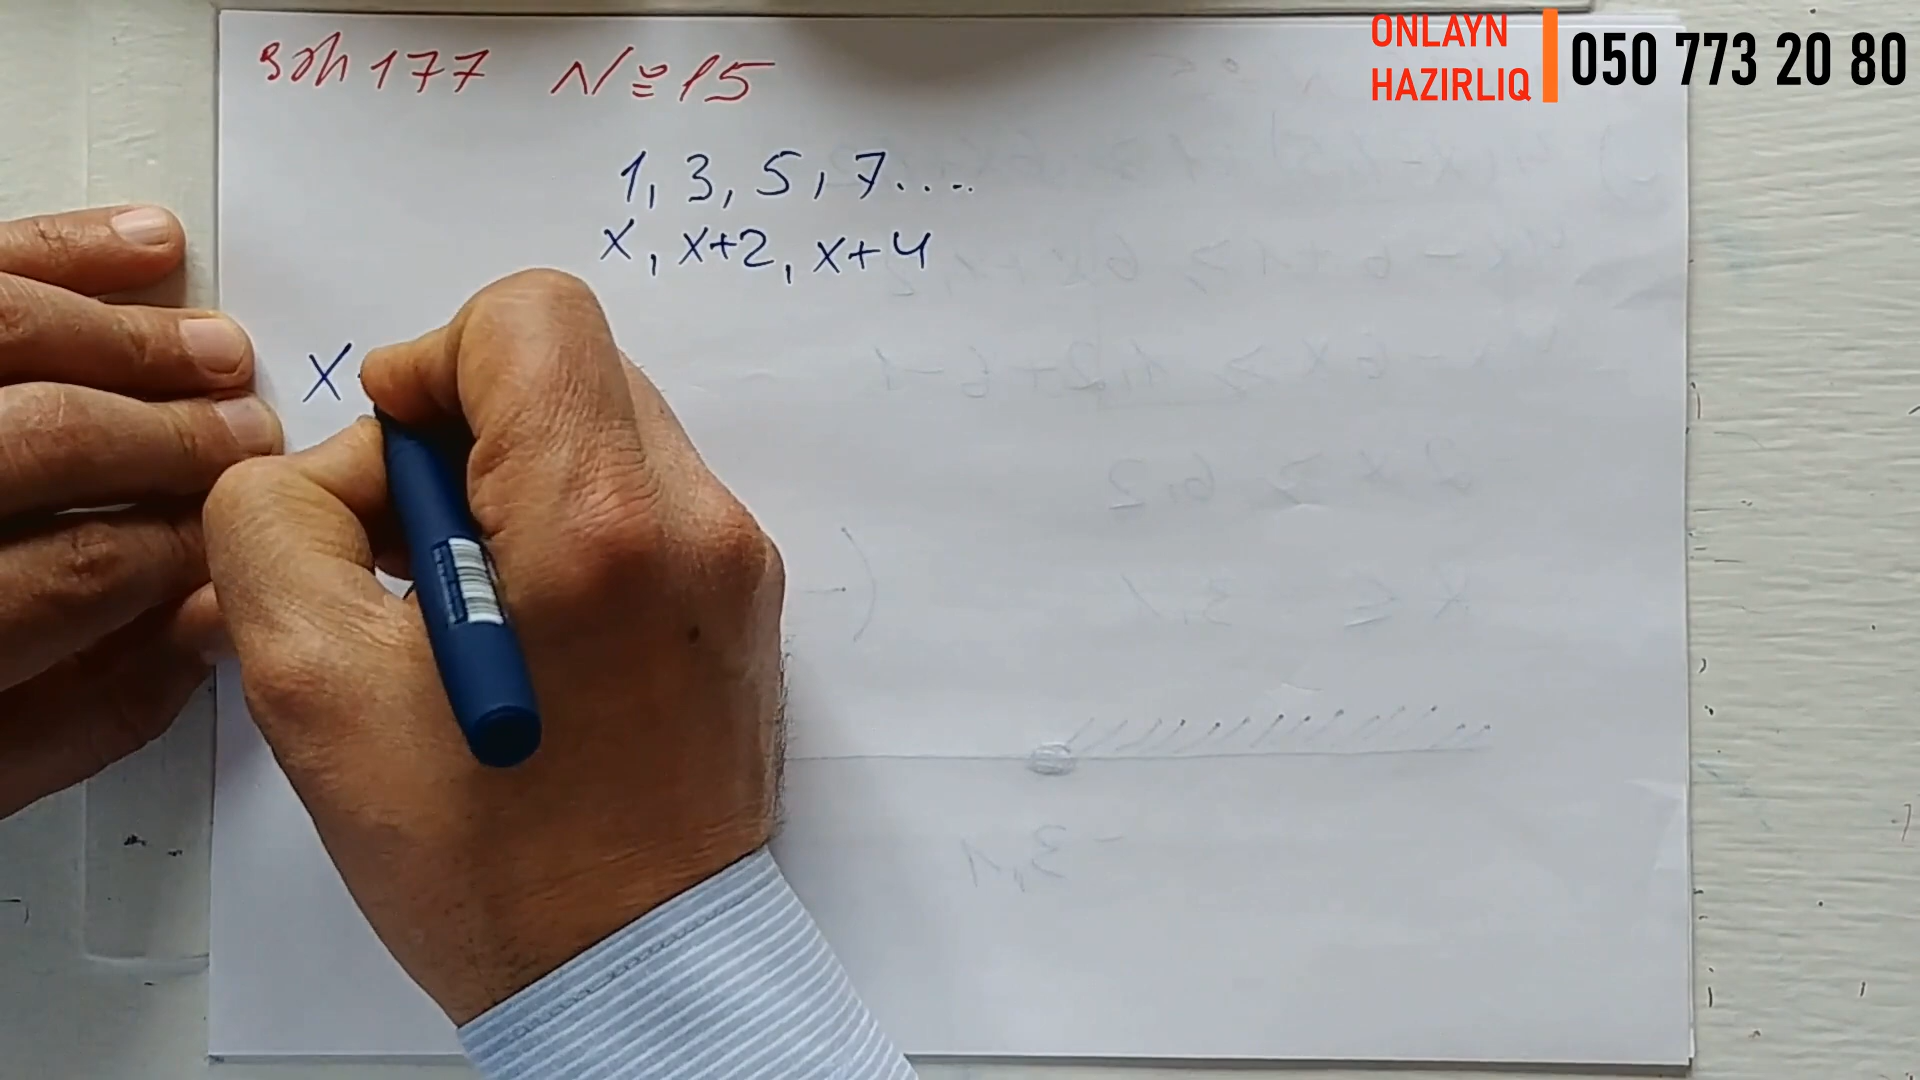 ONLAYN
HAZIRLIQ
050 773 20 80
səh 177 №15
1, 3, 5, 7....
x, x+2, x+4
x